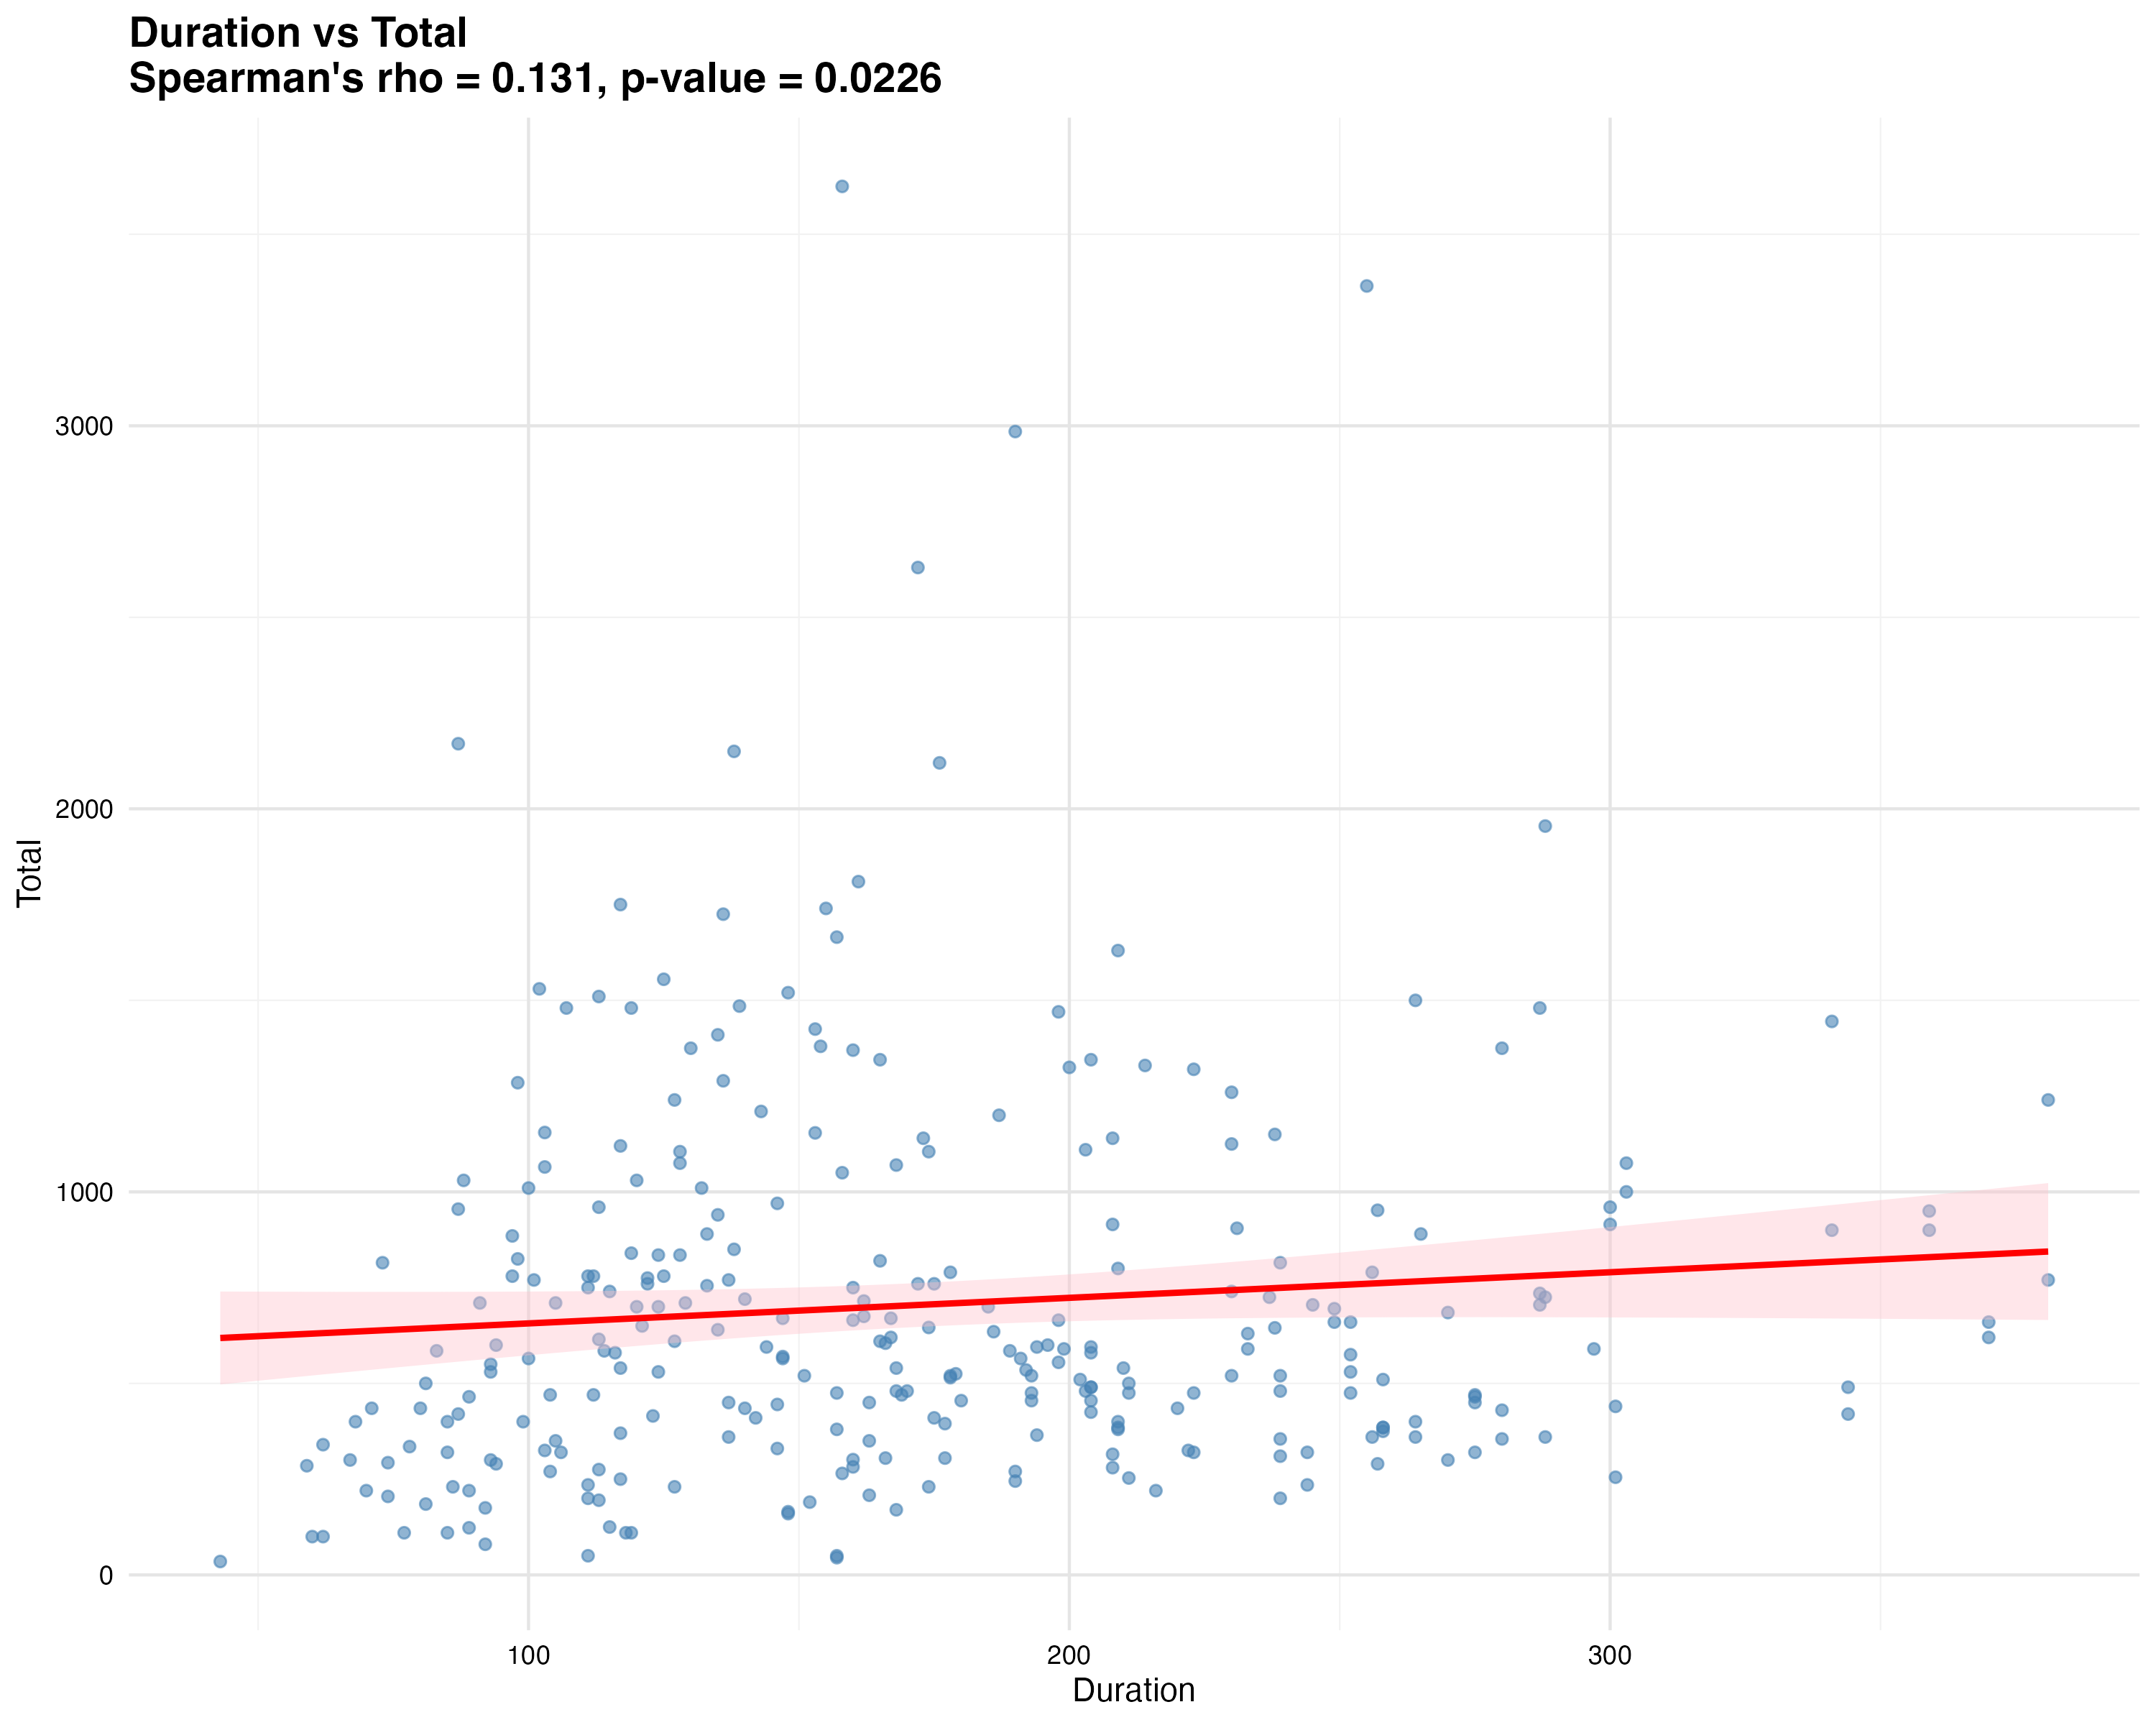 Duration vs Total
Spearman's rho = 0.131, p-value = 0.0226
3000
2000
1000
0
Total
100
200
300
Duration